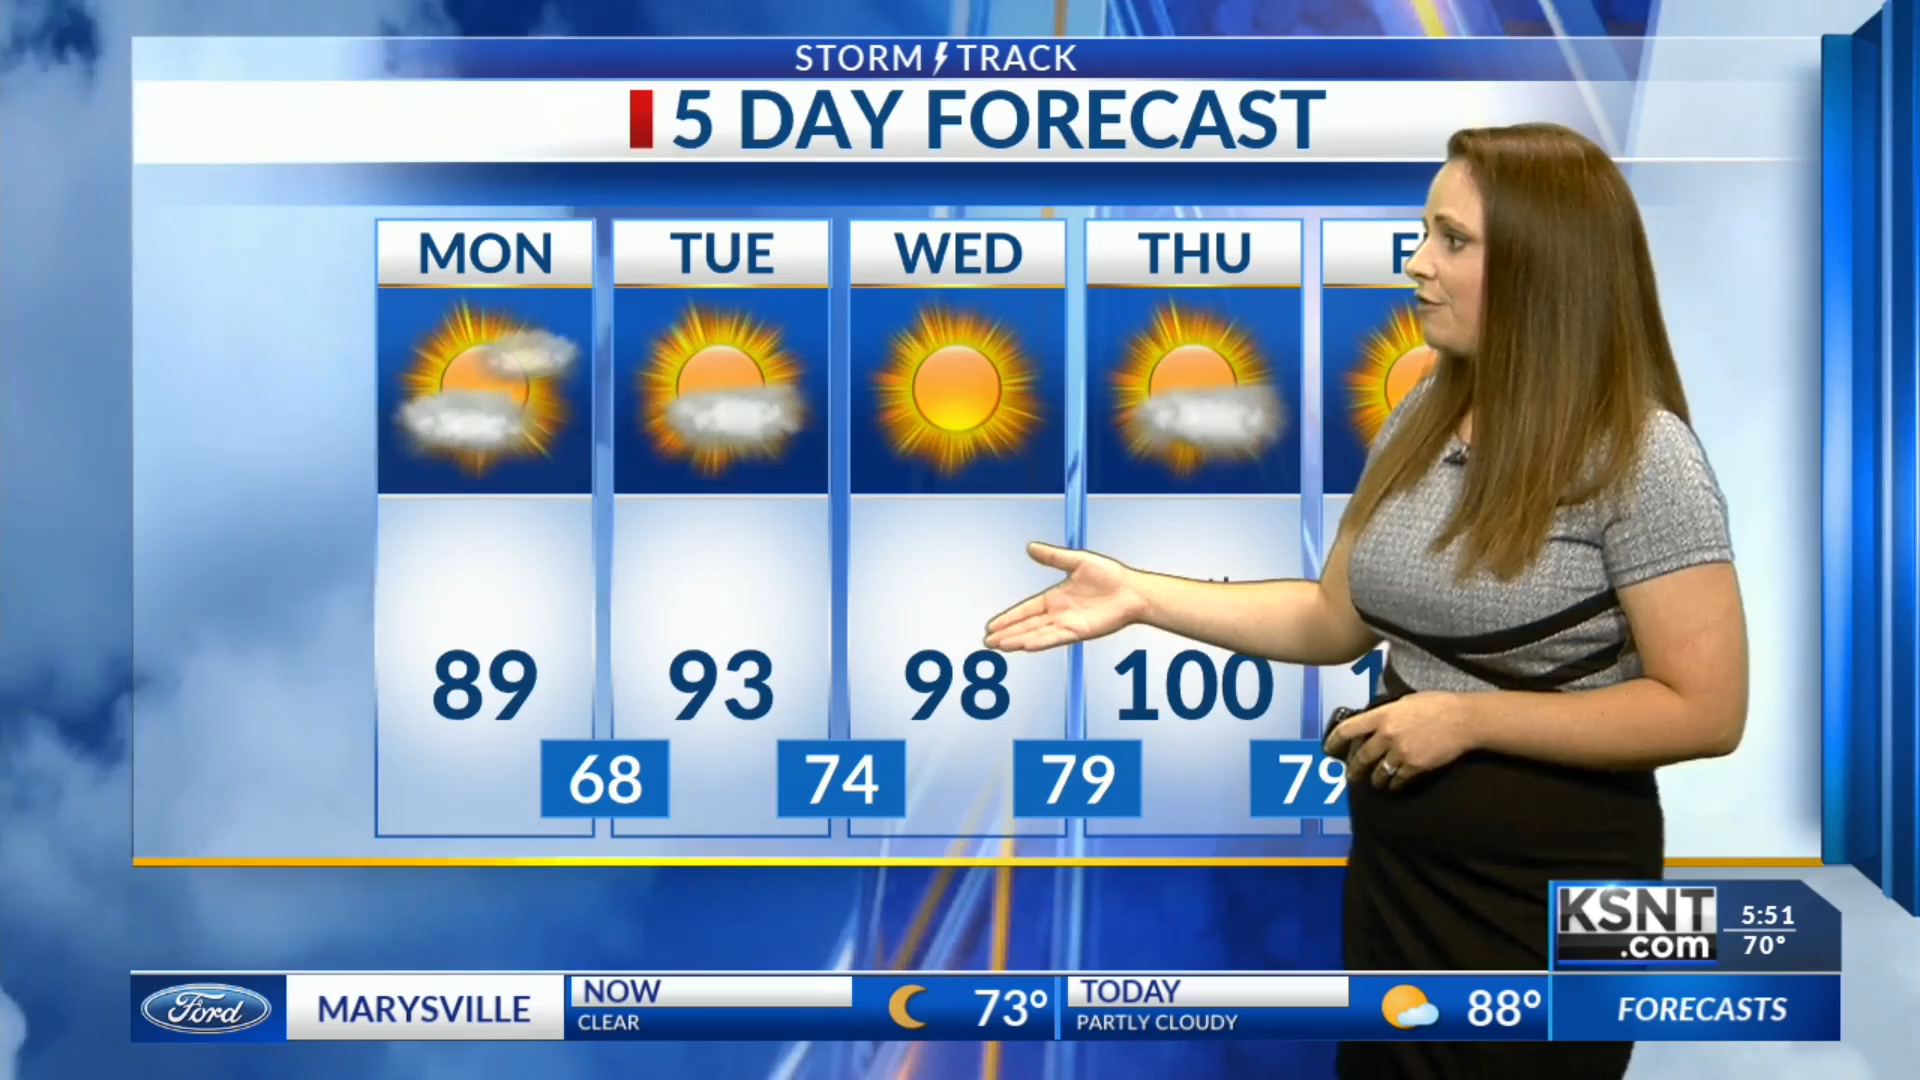 STORM TRACK
5 DAY FORECAST
MON TUE WED THU
89 93 98 100
68 74 79 79
KSNT
.com
5:51
70°
Ford MARYSVILLE NOW CLEAR 73° TODAY PARTLY CLOUDY 88° FORECASTS